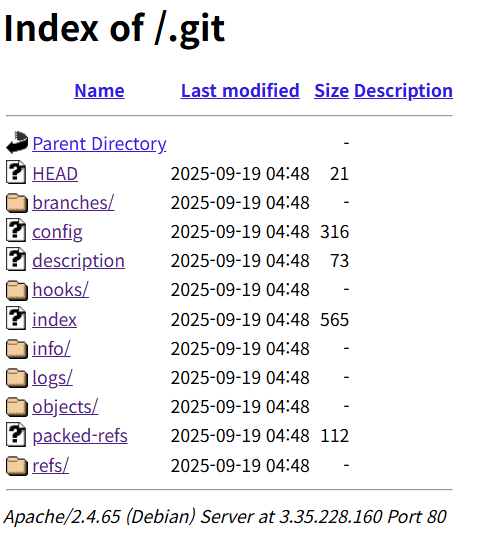 Index of /.git
Name Last modified Size Description
Parent Directory -
HEAD 2025-09-19 04:48 21
branches/ 2025-09-19 04:48 -
config 2025-09-19 04:48 316
description 2025-09-19 04:48 73
hooks/ 2025-09-19 04:48 -
index 2025-09-19 04:48 565
info/ 2025-09-19 04:48 -
logs/ 2025-09-19 04:48 -
objects/ 2025-09-19 04:48 -
packed-refs 2025-09-19 04:48 112
refs/ 2025-09-19 04:48 -
Apache/2.4.65 (Debian) Server at 3.35.228.160 Port 80